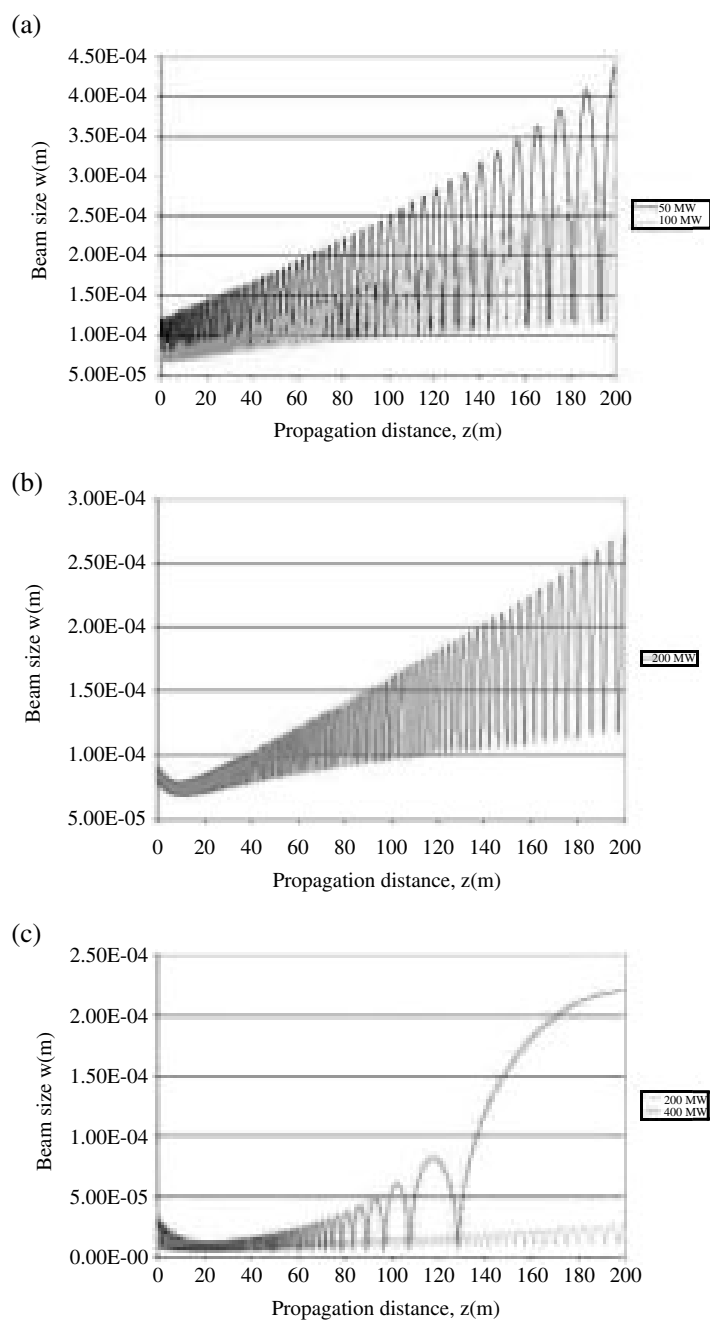 (a)
4.50E-04
4.00E-04
3.50E-04
3.00E-04
2.50E-04
2.00E-04
1.50E-04
1.00E-04
5.00E-05
Beam size w(m)
0 20 40 60 80 100 120 140 160 180 200
Propagation distance, z(m)
50 MW
100 MW
(b)
3.00E-04
2.50E-04
2.00E-04
1.50E-04
1.00E-04
5.00E-05
Beam size w(m)
0 20 40 60 80 100 120 140 160 180 200
Propagation distance, z(m)
200 MW
(c)
2.50E-04
2.00E-04
1.50E-04
1.00E-04
5.00E-05
0.00E-00
Beam size w(m)
0 20 40 60 80 100 120 140 160 180 200
Propagation distance, z(m)
200 MW
400 MW